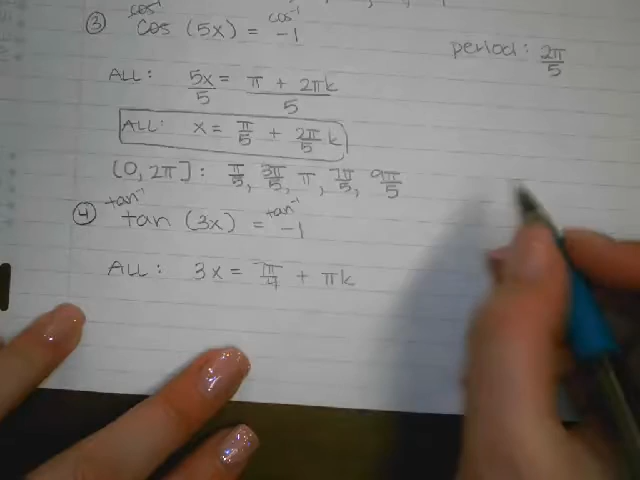 cos⁻¹ cos⁻¹
③ cos (5x) = -1
period: 2π/5
ALL: 5x/5 = π + 2πk/5
ALL: x = π/5 + 2π/5 k
[0, 2π]: π/5, 3π/5, π, 7π/5, 9π/5
tan⁻¹ tan⁻¹
④ tan (3x) = -1
ALL: 3x = π/4 + πk